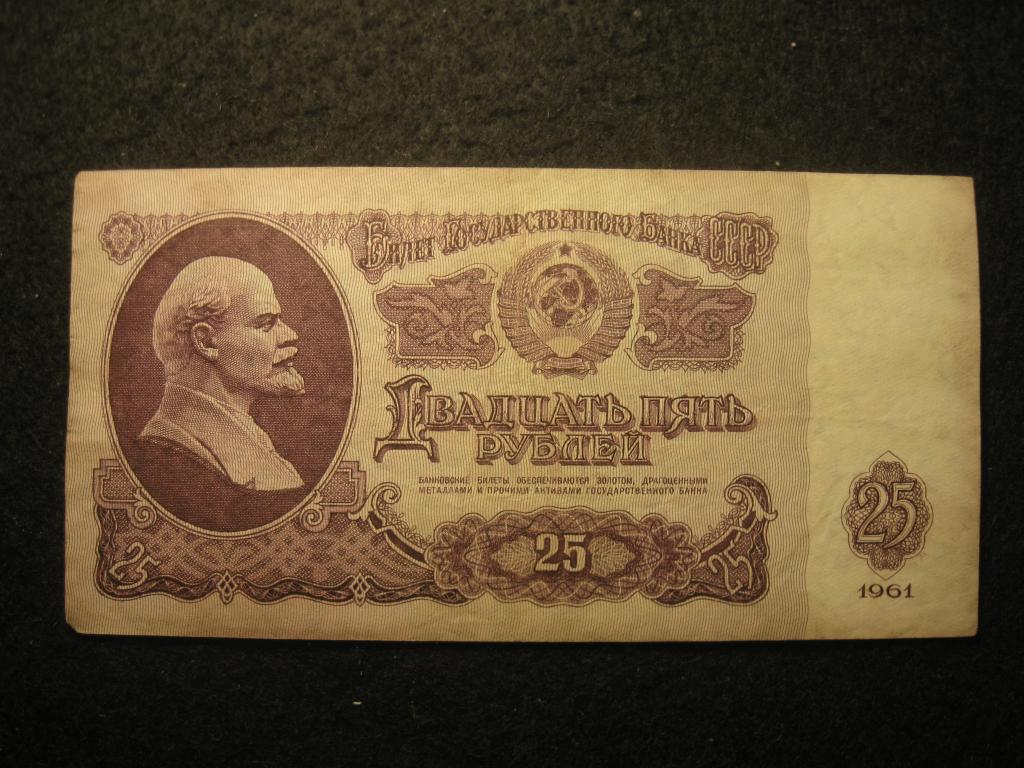 Билет Государственного Банка СССР
Двадцать пять
рублей
БАНКОВСКИЕ БИЛЕТЫ ОБЕСПЕЧИВАЮТСЯ ЗОЛОТОМ, ДРАГОЦЕННЫМИ
МЕТАЛЛАМИ И ПРОЧИМИ АКТИВАМИ ГОСУДАРСТВЕННОГО БАНКА
25
25
25
25
1961